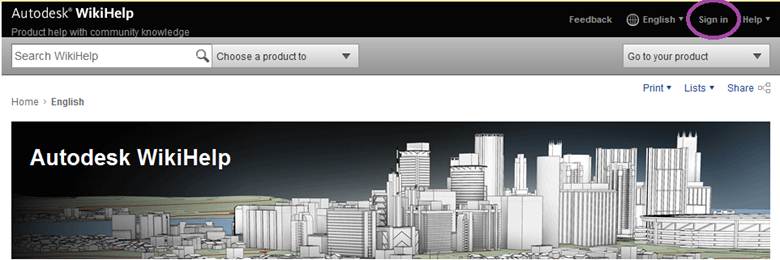 Autodesk® WikiHelp
Product help with community knowledge
Feedback English Sign in Help
Search WikiHelp Choose a product to Go to your product
Print Lists Share
Home > English
Autodesk WikiHelp